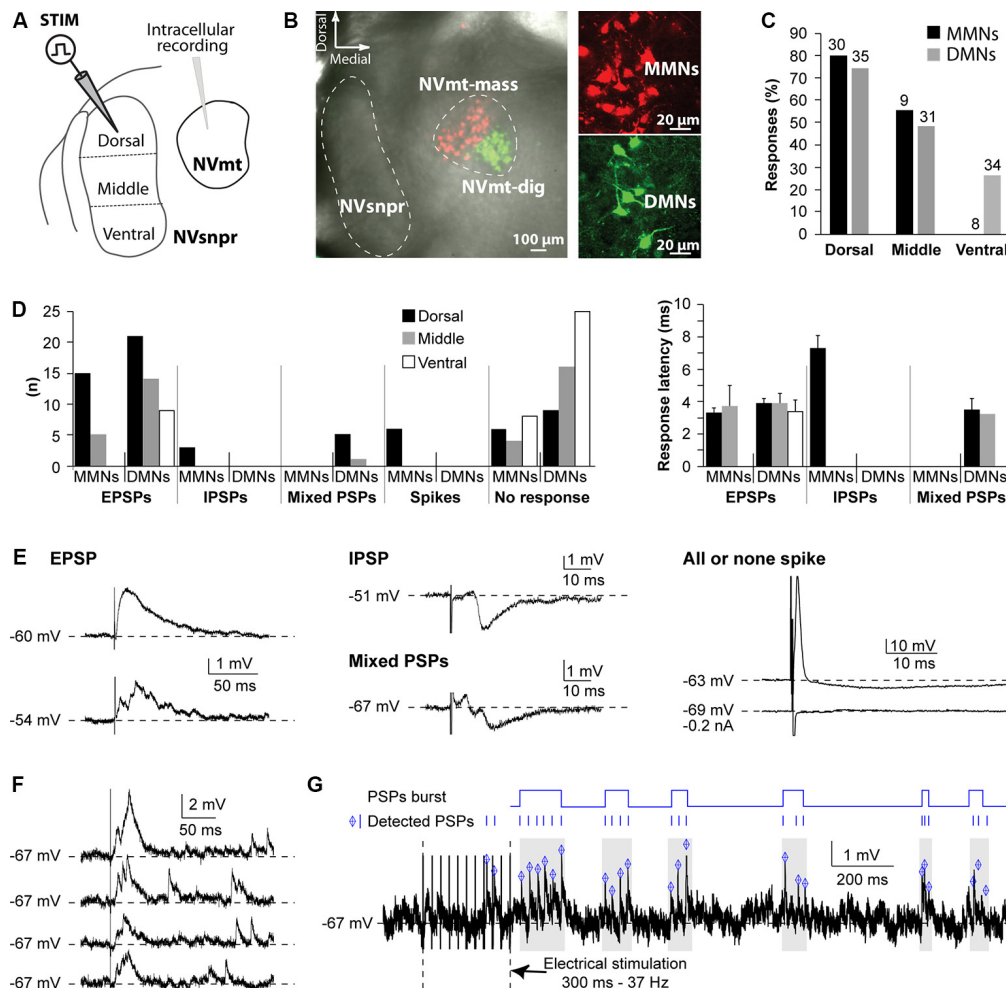 A
STIM
Intracellular
recording
Dorsal
Middle
Ventral
NVmt
NVsnpr
B
Dorsal
Medial
NVmt-mass
NVmt-dig
NVsnpr
100 µm
MMNs
20 µm
DMNs
20 µm
C
MMNs
DMNs
Responses (%)
90
80
70
60
50
80
30
20
10
0
30
35
9
31
8
34
Dorsal
Middle
Ventral
D
(n)
25
20
15
10
5
0
Dorsal
Middle
Ventral
MMNs DMNs MMNs DMNs MMNs DMNs MMNs DMNs MMNs DMNs
EPSPs IPSPs Mixed PSPs Spikes No response
Response latency (ms)
10
8
6
4
2
0
MMNs DMNs MMNs DMNs MMNs DMNs
EPSPs IPSPs Mixed PSPs
E
EPSP
-60 mV
1 mV
50 ms
-54 mV
IPSP
1 mV
10 ms
-51 mV
Mixed PSPs
1 mV
10 ms
-67 mV
All or none spike
10 mV
10 ms
-63 mV
-69 mV
-0.2 nA
F
2 mV
50 ms
-67 mV
-67 mV
-67 mV
-67 mV
G
PSPs burst
Detected PSPs
1 mV
200 ms
-67 mV
Electrical stimulation
300 ms - 37 Hz